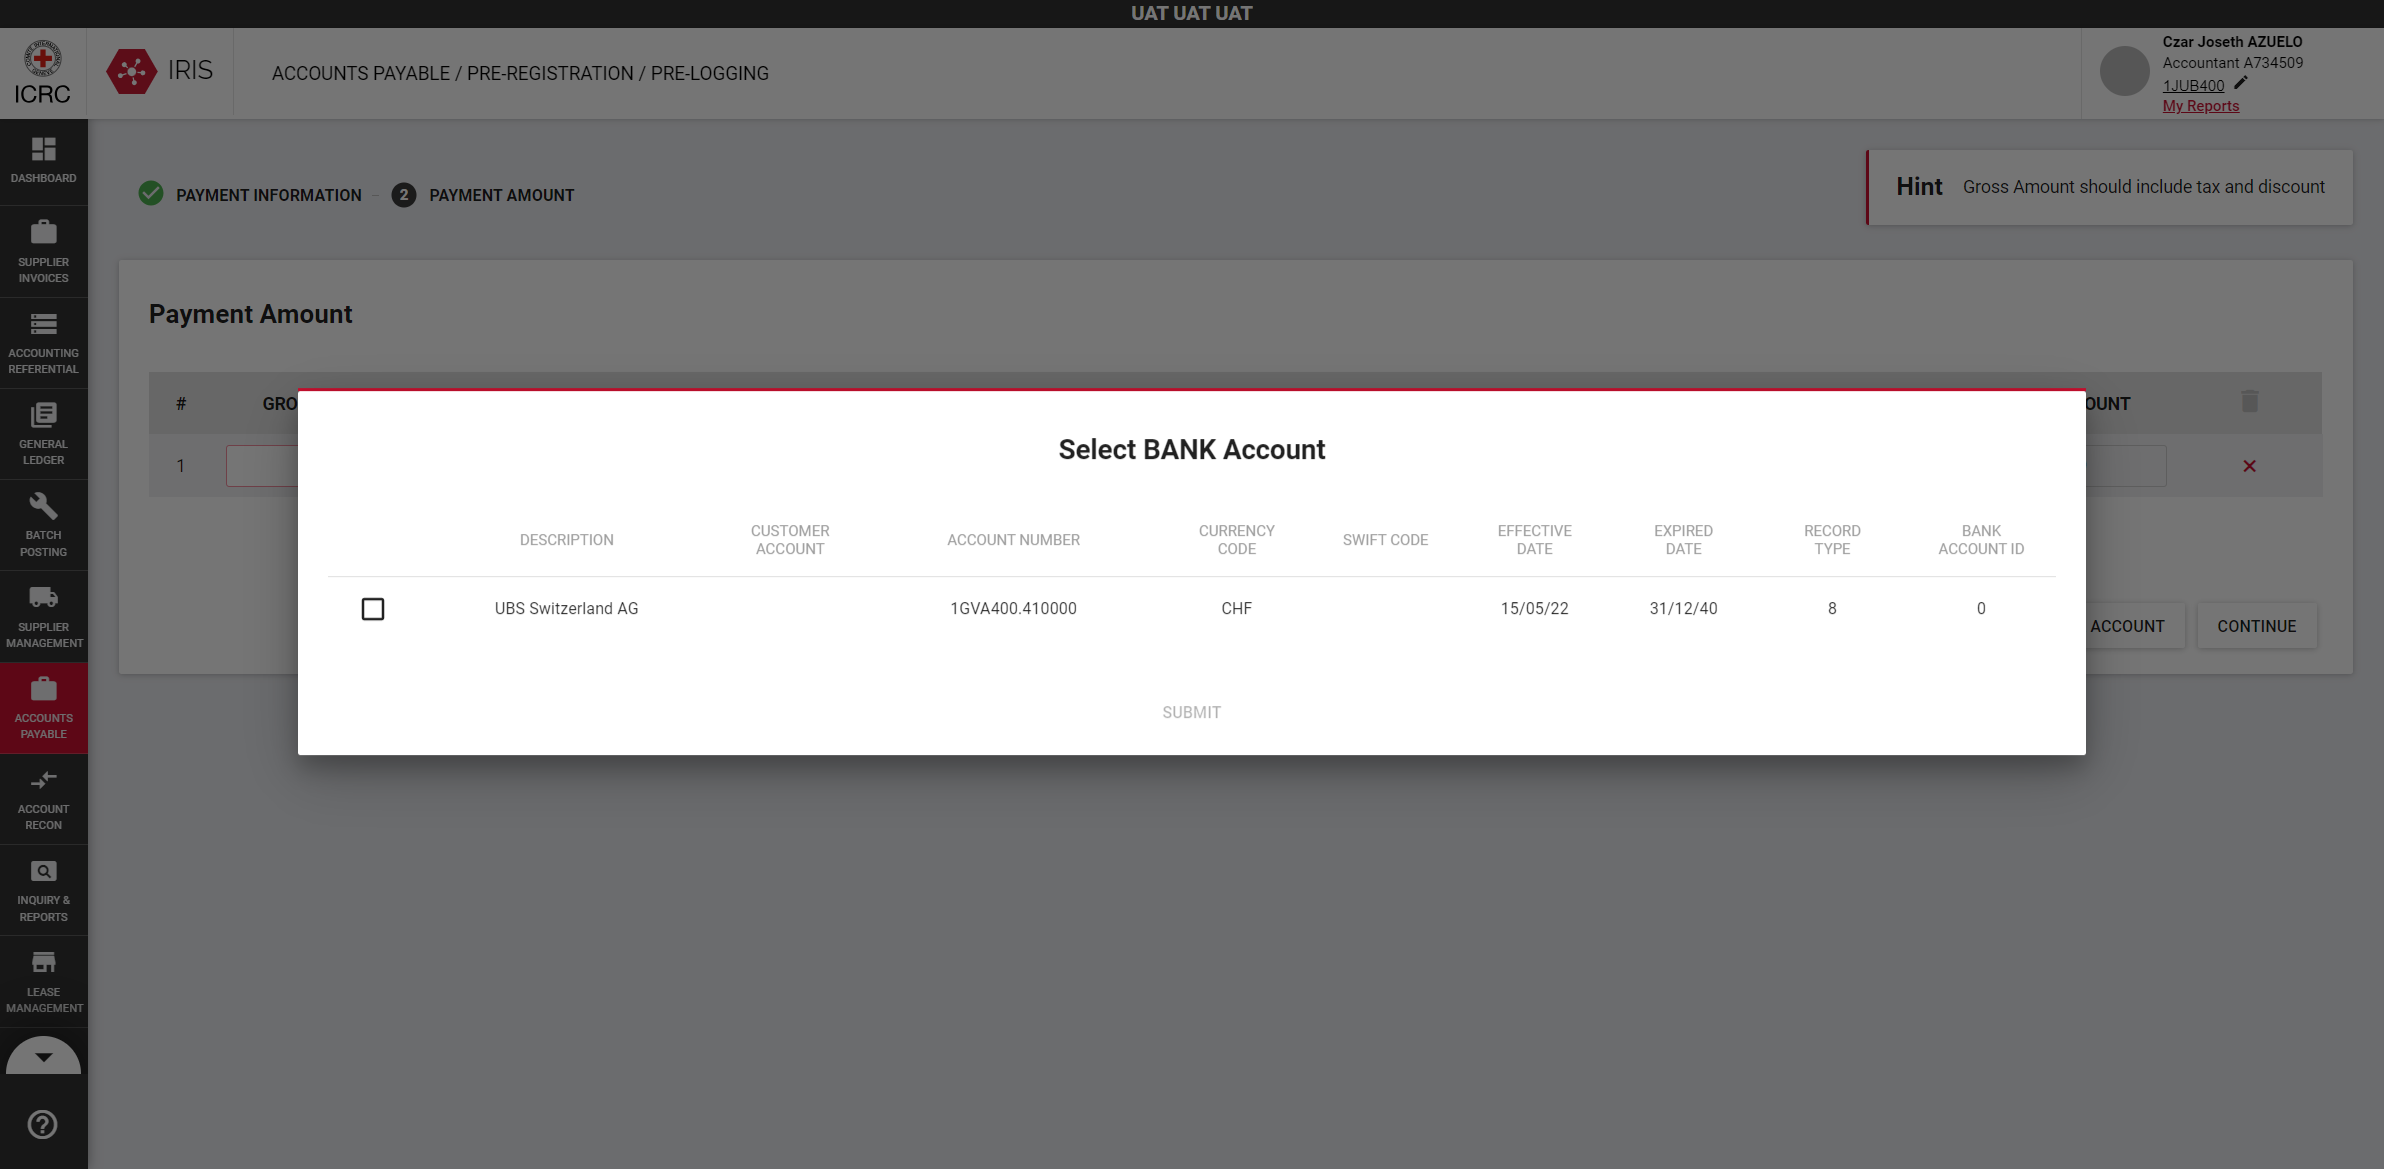 UAT UAT UAT
ICRC
IRIS
ACCOUNTS PAYABLE / PRE-REGISTRATION / PRE-LOGGING
Czar Joseth AZUELO
Accountant A734509
1JUB400
My Reports
DASHBOARD
SUPPLIER
INVOICES
ACCOUNTING
REFERENTIAL
GENERAL
LEDGER
BATCH
POSTING
SUPPLIER
MANAGEMENT
ACCOUNTS
PAYABLE
ACCOUNT
RECON
INQUIRY &
REPORTS
LEASE
MANAGEMENT
PAYMENT INFORMATION
2 PAYMENT AMOUNT
Hint Gross Amount should include tax and discount
Payment Amount
# GRO OUNT
1
Select BANK Account
DESCRIPTION CUSTOMER ACCOUNT ACCOUNT NUMBER CURRENCY CODE SWIFT CODE EFFECTIVE DATE EXPIRED DATE RECORD TYPE BANK ACCOUNT ID
UBS Switzerland AG 1GVA400.410000 CHF 15/05/22 31/12/40 8 0
SUBMIT
ACCOUNT CONTINUE